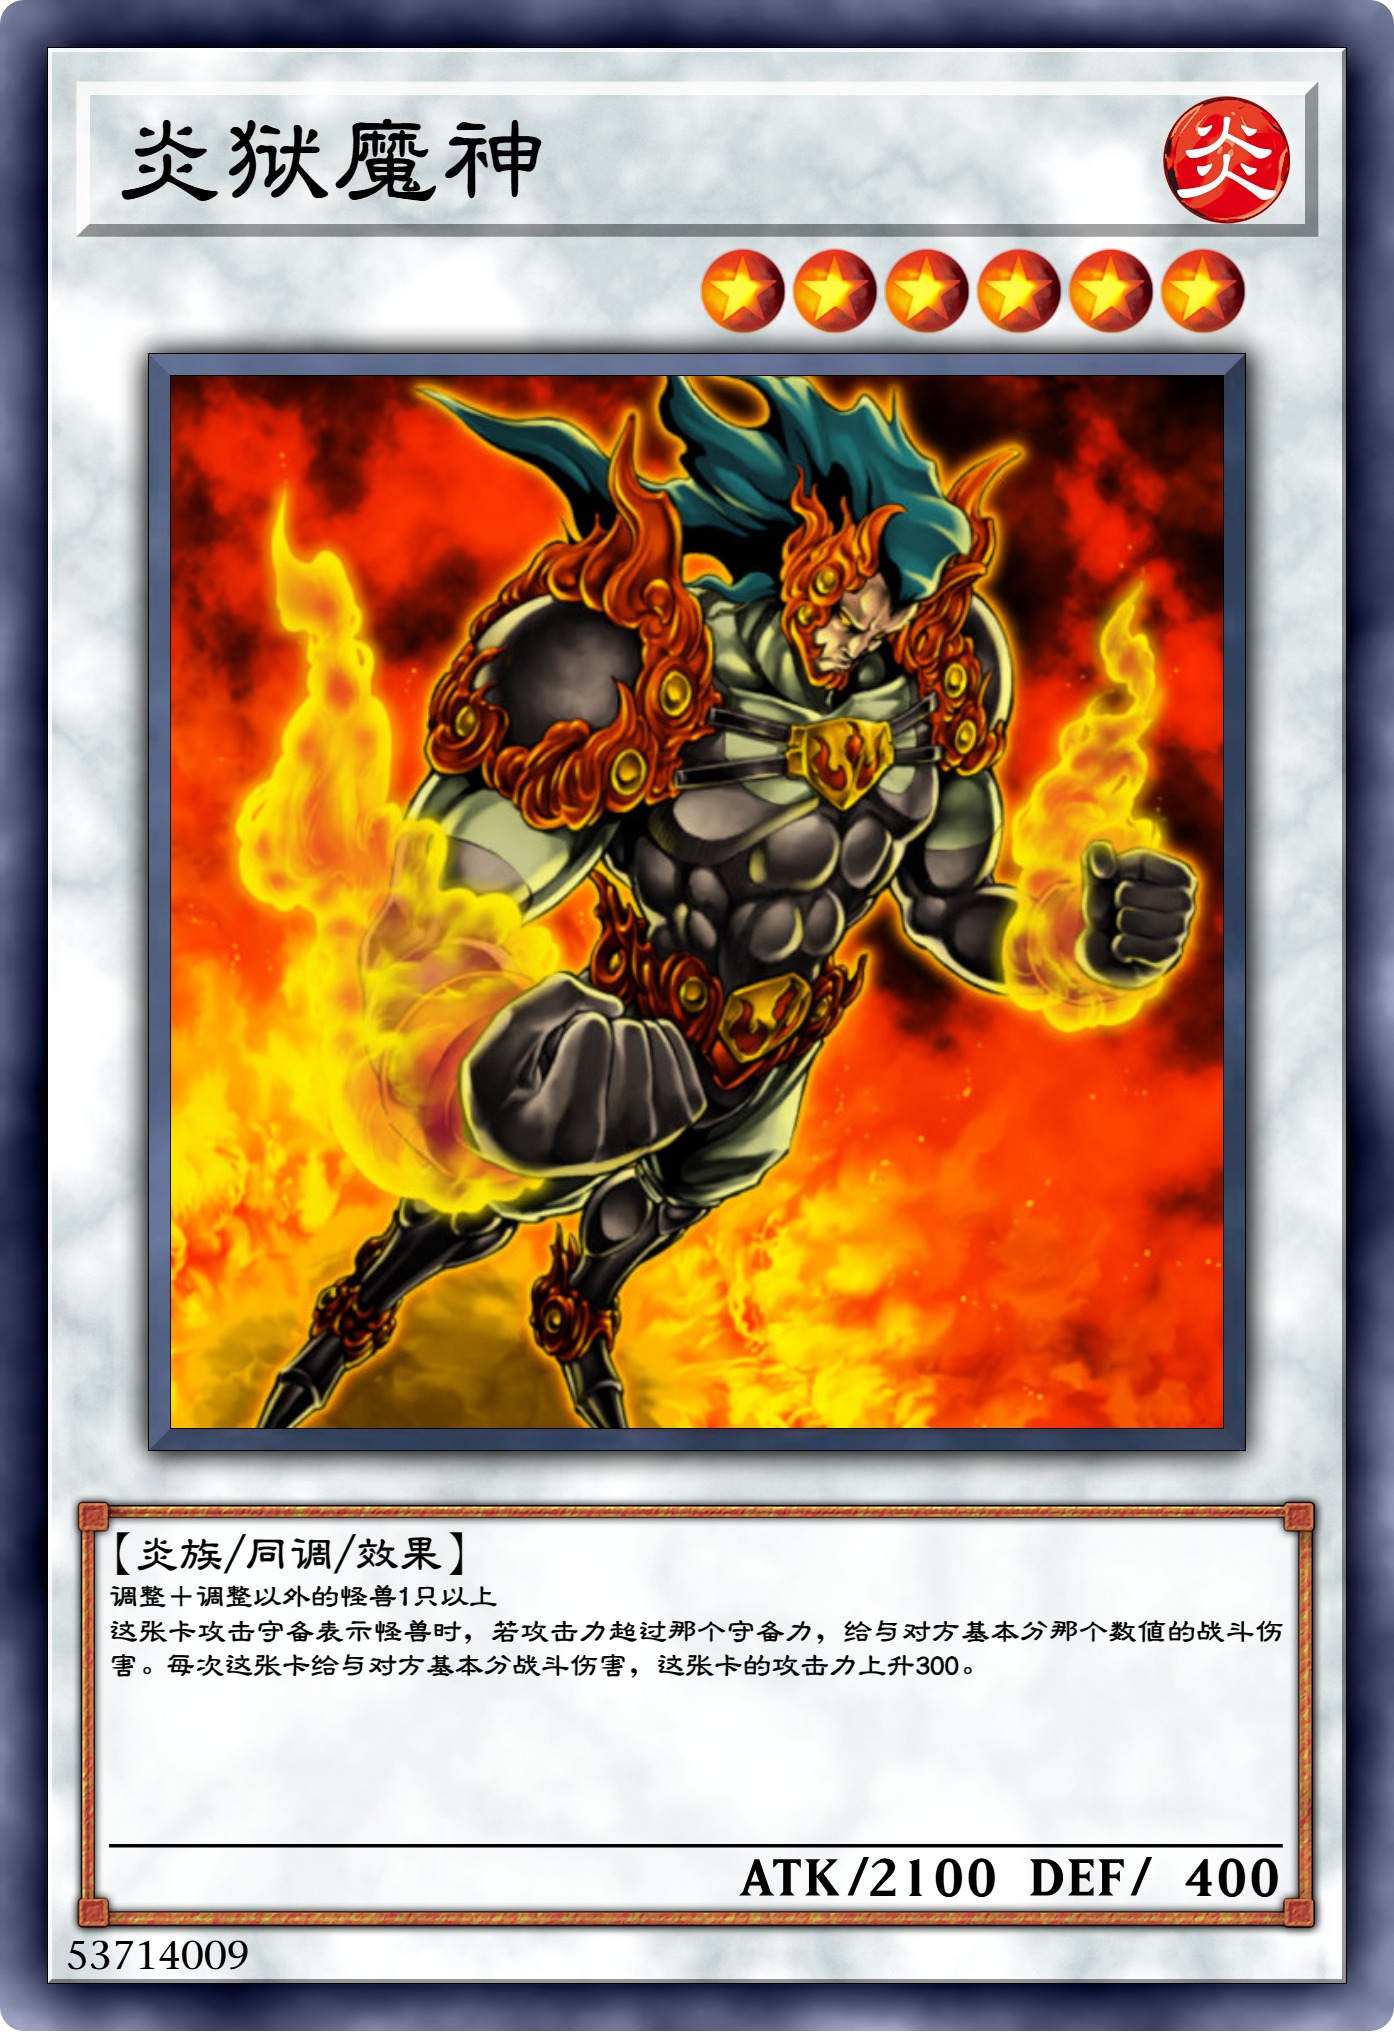 炎狱魔神
炎
【炎族/同调/效果】
调整＋调整以外的怪兽1只以上
这张卡攻击守备表示怪兽时，若攻击力超过那个守备力，给与对方基本分那个数值的战斗伤
害。每次这张卡给与对方基本分战斗伤害，这张卡的攻击力上升300。
ATK/2100 DEF/ 400
53714009